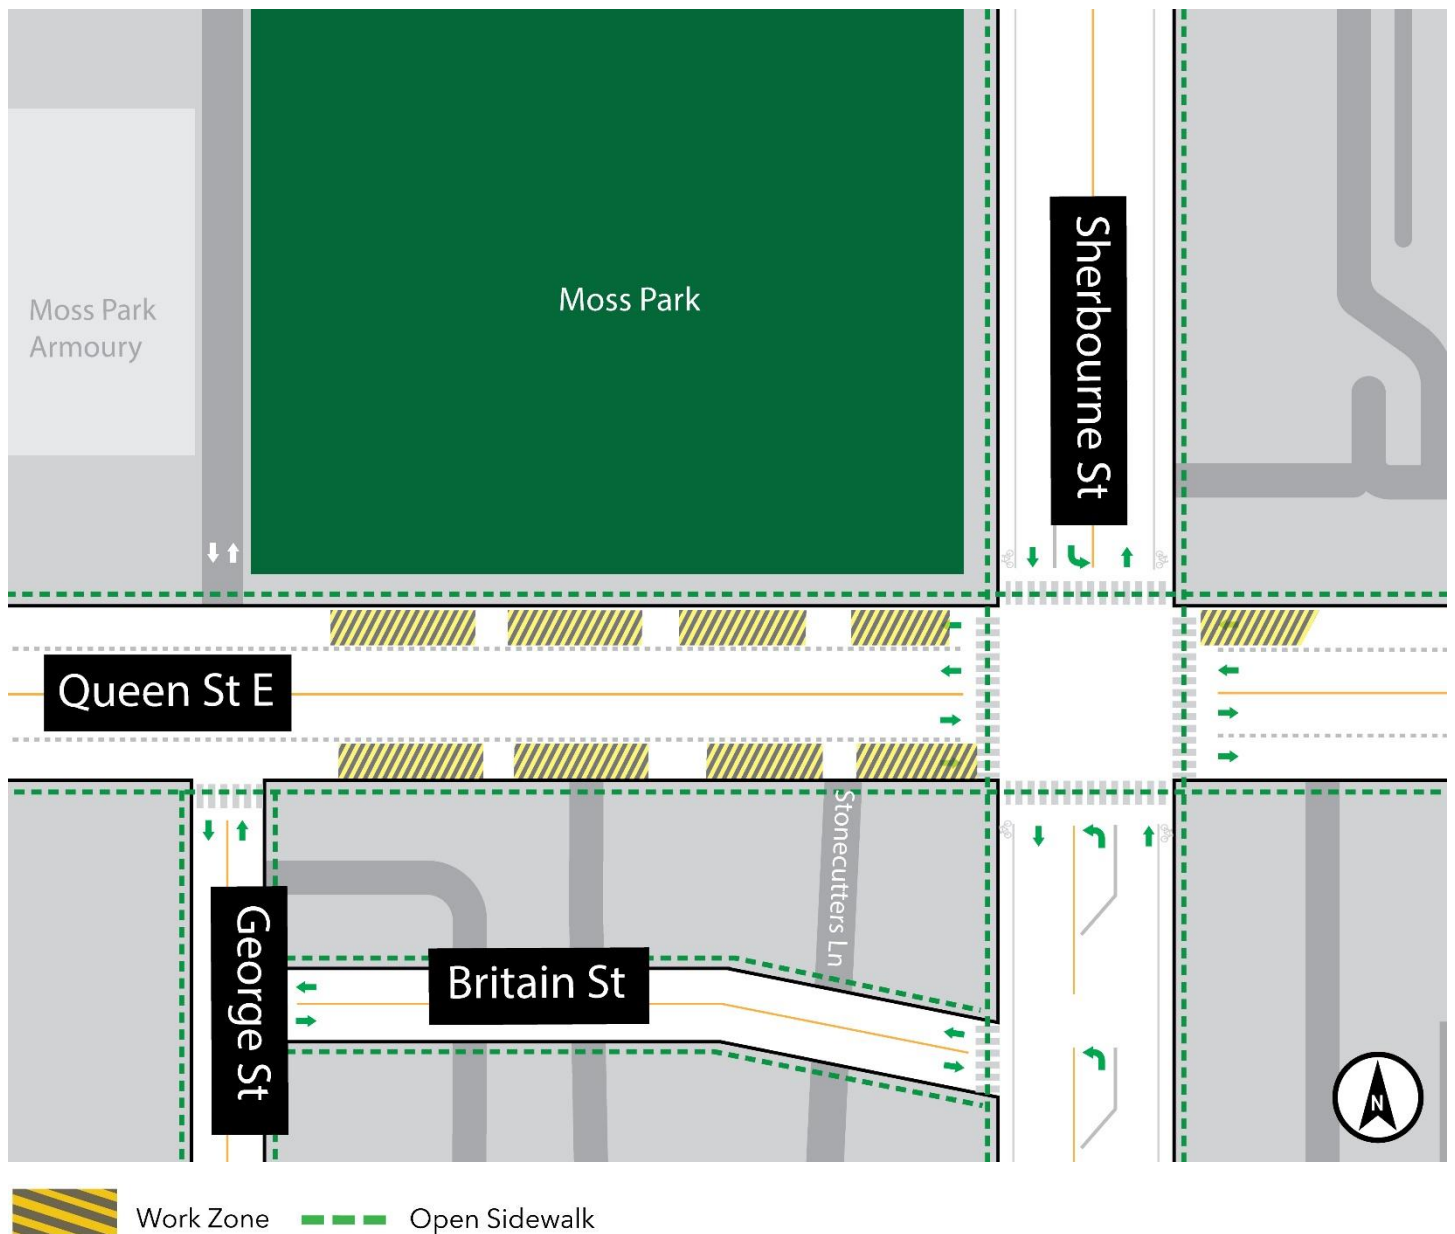 Moss Park
Armoury
Moss Park
Sherbourne St
Queen St E
Stonecutters Ln
George St
Britain St
N
Work Zone
Open Sidewalk